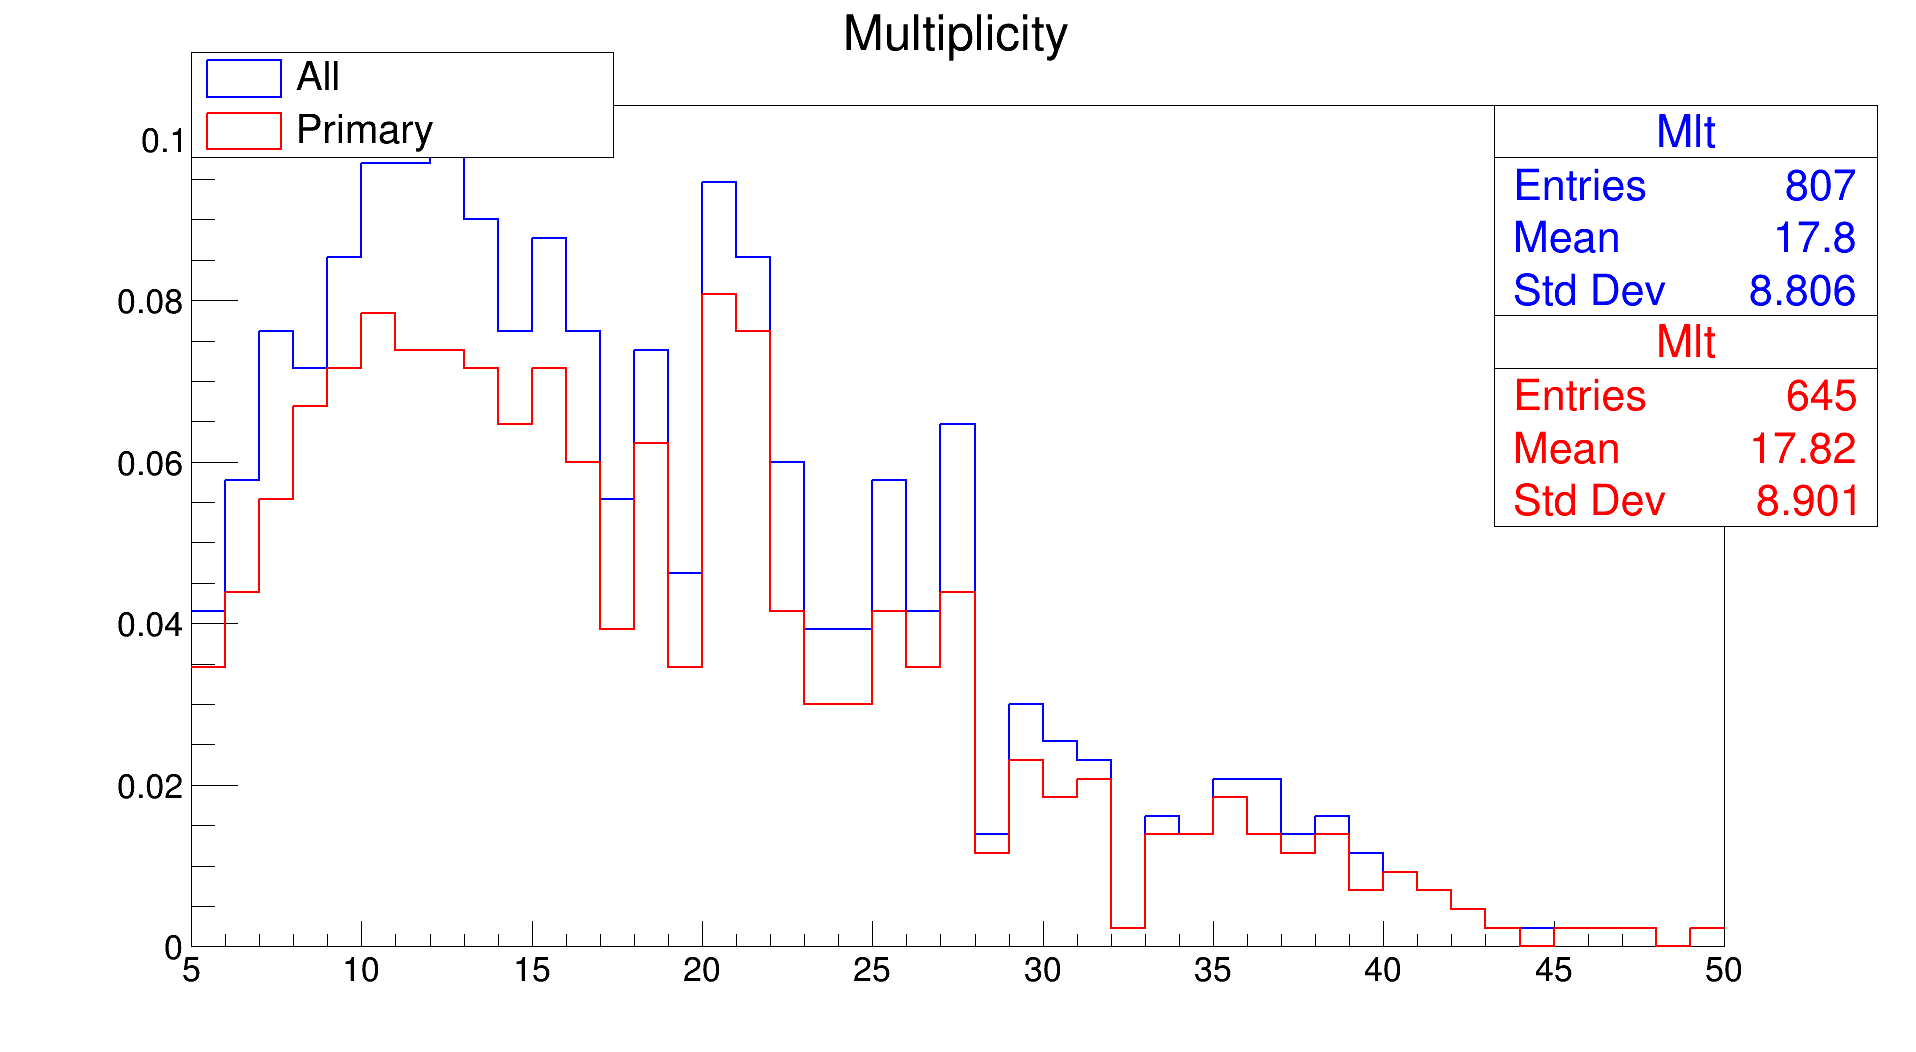 Multiplicity
All
Primary
Mlt
Entries 807
Mean 17.8
Std Dev 8.806
Mlt
Entries 645
Mean 17.82
Std Dev 8.901
0.1
0.08
0.06
0.04
0.02
0
5 10 15 20 25 30 35 40 45 50